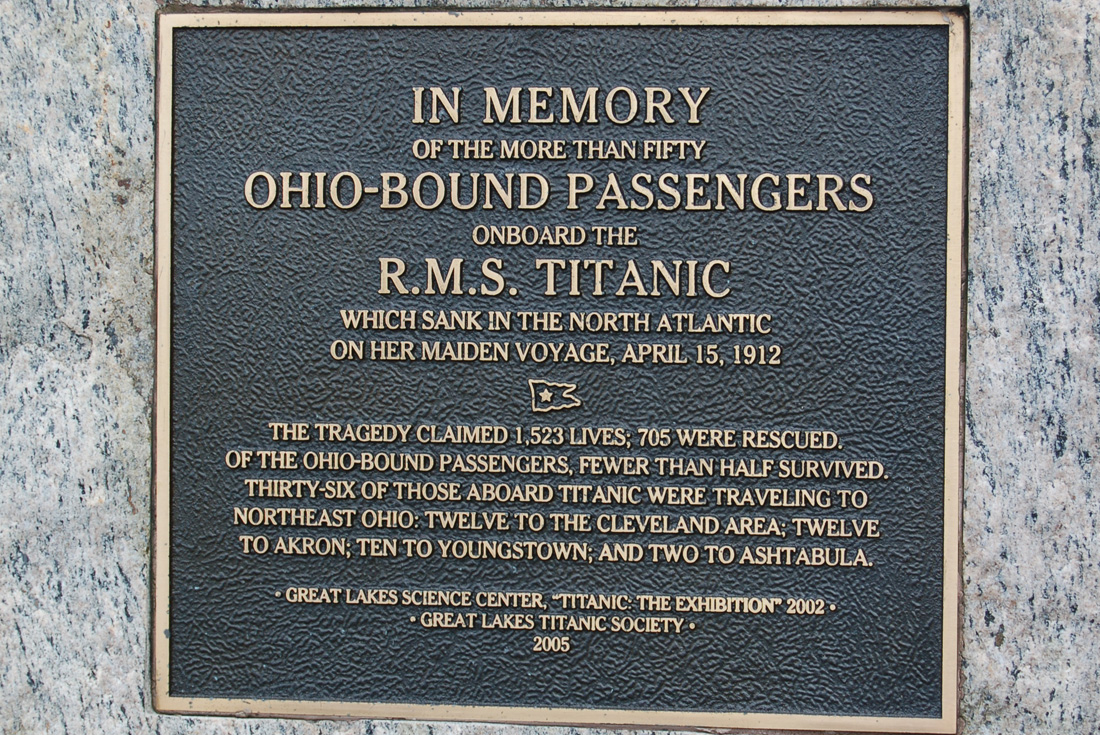 IN MEMORY
OF THE MORE THAN FIFTY
OHIO-BOUND PASSENGERS
ONBOARD THE
R.M.S. TITANIC
WHICH SANK IN THE NORTH ATLANTIC
ON HER MAIDEN VOYAGE, APRIL 15, 1912
THE TRAGEDY CLAIMED 1,523 LIVES; 705 WERE RESCUED.
OF THE OHIO-BOUND PASSENGERS, FEWER THAN HALF SURVIVED.
THIRTY-SIX OF THOSE ABOARD TITANIC WERE TRAVELING TO
NORTHEAST OHIO: TWELVE TO THE CLEVELAND AREA; TWELVE
TO AKRON; TEN TO YOUNGSTOWN; AND TWO TO ASHTABULA.
• GREAT LAKES SCIENCE CENTER, “TITANIC: THE EXHIBITION” 2002 •
• GREAT LAKES TITANIC SOCIETY •
2005